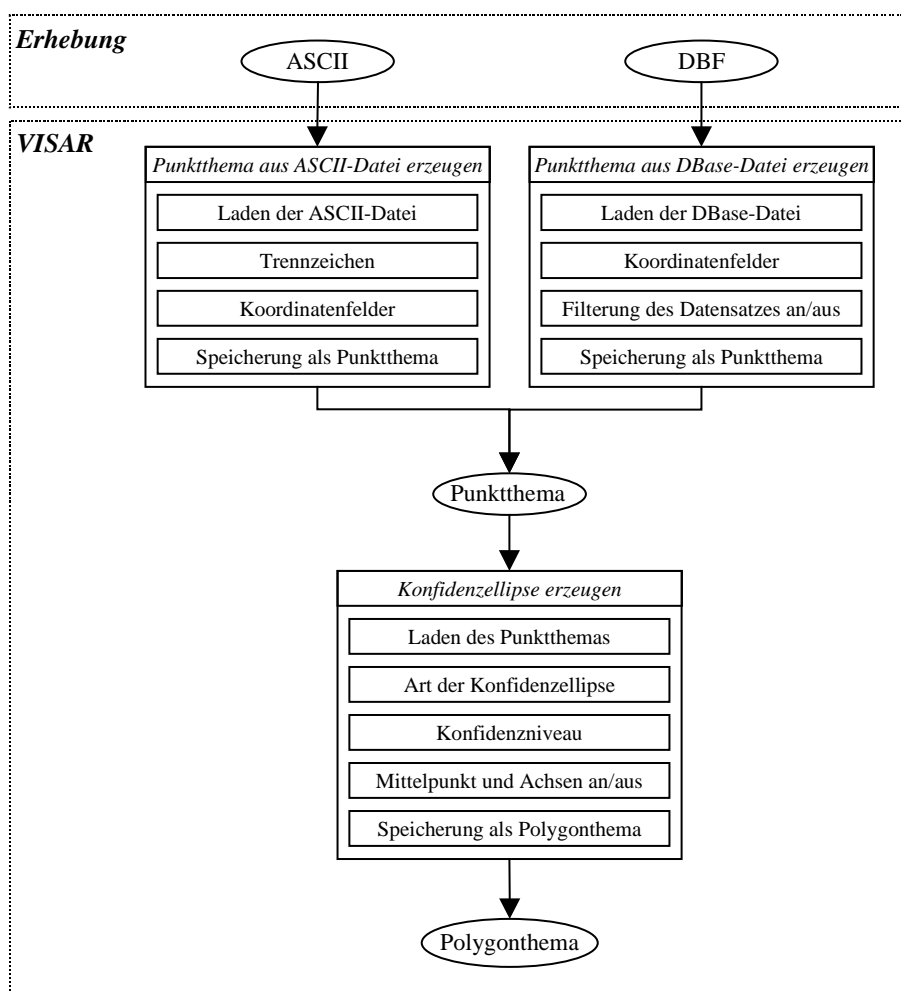 Erhebung
ASCII
DBF
VISAR
Punktthema aus ASCII-Datei erzeugen
Laden der ASCII-Datei
Trennzeichen
Koordinatenfelder
Speicherung als Punktthema
Punktthema aus DBase-Datei erzeugen
Laden der DBase-Datei
Koordinatenfelder
Filterung des Datensatzes an/aus
Speicherung als Punktthema
Punktthema
Konfidenzellipse erzeugen
Laden des Punktthemas
Art der Konfidenzellipse
Konfidenzniveau
Mittelpunkt und Achsen an/aus
Speicherung als Polygonthema
Polygonthema